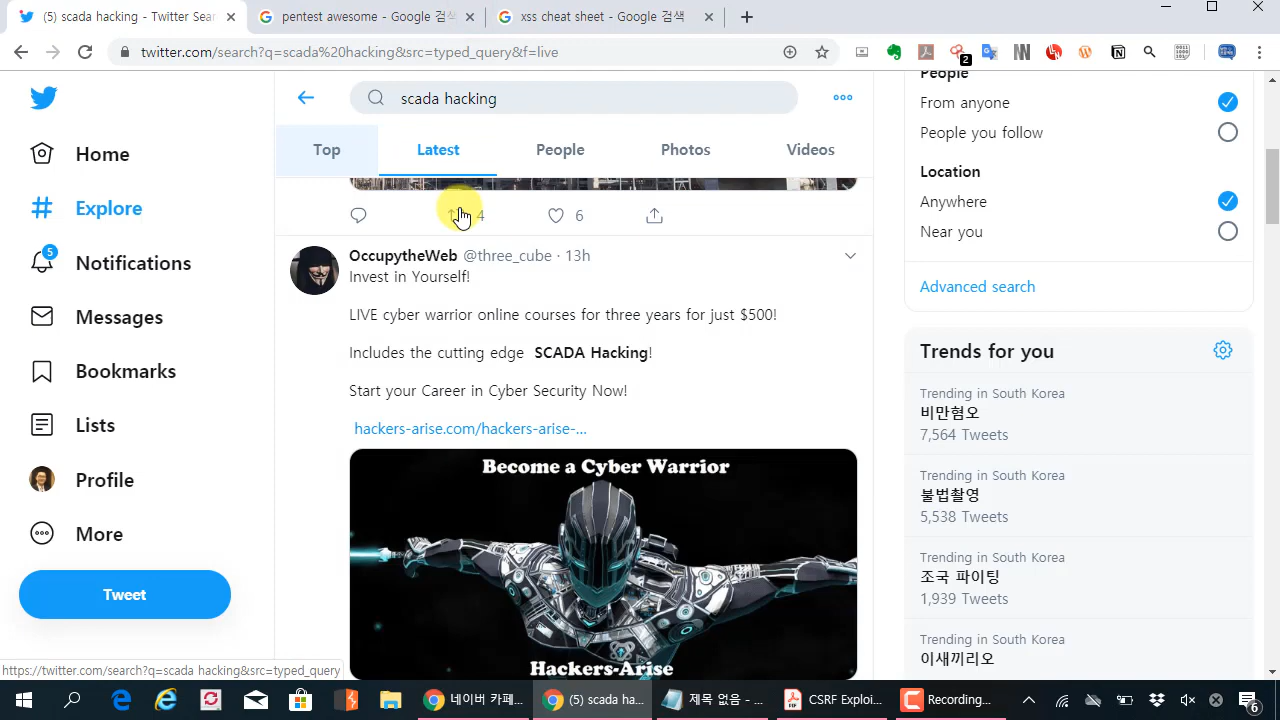 (5) scada hacking - Twitter Sear
pentest awesome - Google 검색
xss cheat sheet - Google 검색
twitter.com/search?q=scada%20hacking&src=typed_query&f=live
2
scada hacking
Top
Latest
People
Photos
Videos
Home
Explore
5
Notifications
Messages
Bookmarks
Lists
Profile
More
Tweet
4
6
OccupytheWeb @three_cube · 13h
Invest in Yourself!
LIVE cyber warrior online courses for three years for just $500!
Includes the cutting edge SCADA Hacking!
Start your Career in Cyber Security Now!
hackers-arise.com/hackers-arise-...
Become a Cyber Warrior
Hackers-Arise
People
From anyone
People you follow
Location
Anywhere
Near you
Advanced search
Trends for you
Trending in South Korea
비만혐오
7,564 Tweets
Trending in South Korea
불법촬영
5,538 Tweets
Trending in South Korea
조국 파이팅
1,939 Tweets
Trending in South Korea
이새끼리오
https://twitter.com/search?q=scada hacking&src=typed_query
네이버 카페...
(5) scada ha...
제목 없음 - ...
CSRF Exploi...
Recording...
6